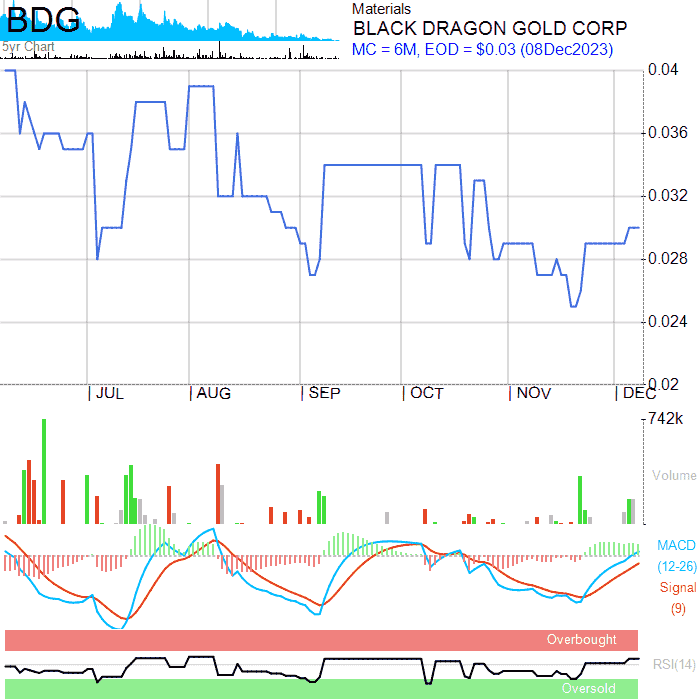 BDG
5yr Chart
Materials
BLACK DRAGON GOLD CORP
MC = 6M, EOD = $0.03 (08Dec2023)
0.04
0.036
0.032
0.028
0.024
0.02
JUL AUG SEP OCT NOV DEC
742k
Volume
MACD
(12-26)
Signal
(9)
Overbought
RSI(14)
Oversold